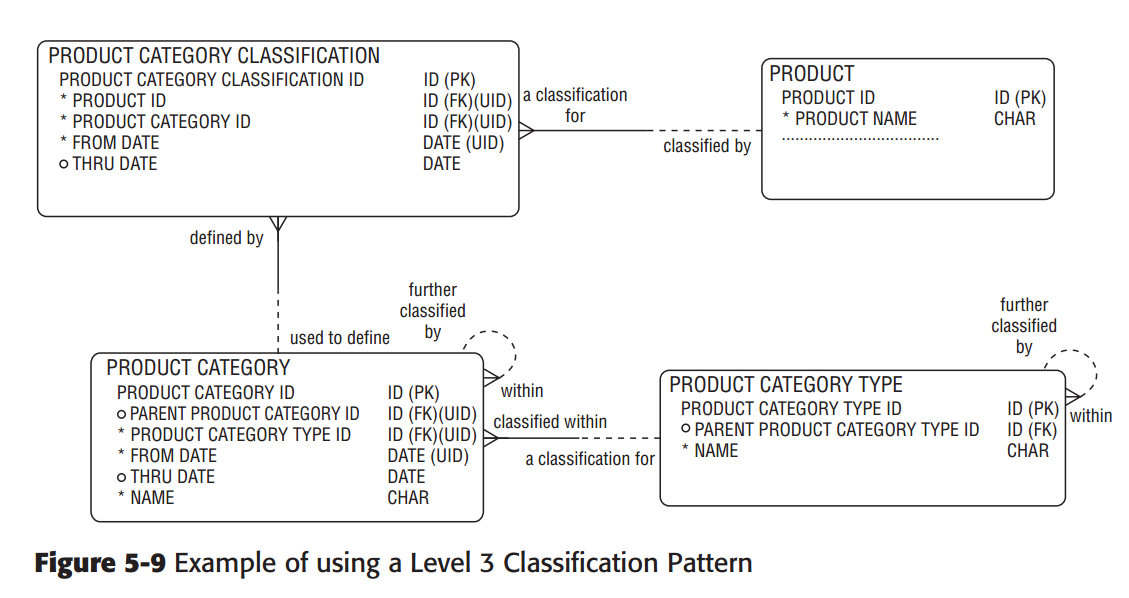 PRODUCT CATEGORY CLASSIFICATION
PRODUCT CATEGORY CLASSIFICATION ID ID (PK)
* PRODUCT ID ID (FK)(UID)
* PRODUCT CATEGORY ID ID (FK)(UID)
* FROM DATE DATE (UID)
o THRU DATE DATE
a classification
for
classified by
PRODUCT
PRODUCT ID ID (PK)
* PRODUCT NAME CHAR
...................................
defined by
used to define
further
classified
by
within
PRODUCT CATEGORY
PRODUCT CATEGORY ID ID (PK)
o PARENT PRODUCT CATEGORY ID ID (FK)(UID)
* PRODUCT CATEGORY TYPE ID ID (FK)(UID)
* FROM DATE DATE (UID)
o THRU DATE DATE
* NAME CHAR
classified within
a classification for
further
classified
by
within
PRODUCT CATEGORY TYPE
PRODUCT CATEGORY TYPE ID ID (PK)
o PARENT PRODUCT CATEGORY TYPE ID ID (FK)
* NAME CHAR
Figure 5-9 Example of using a Level 3 Classification Pattern